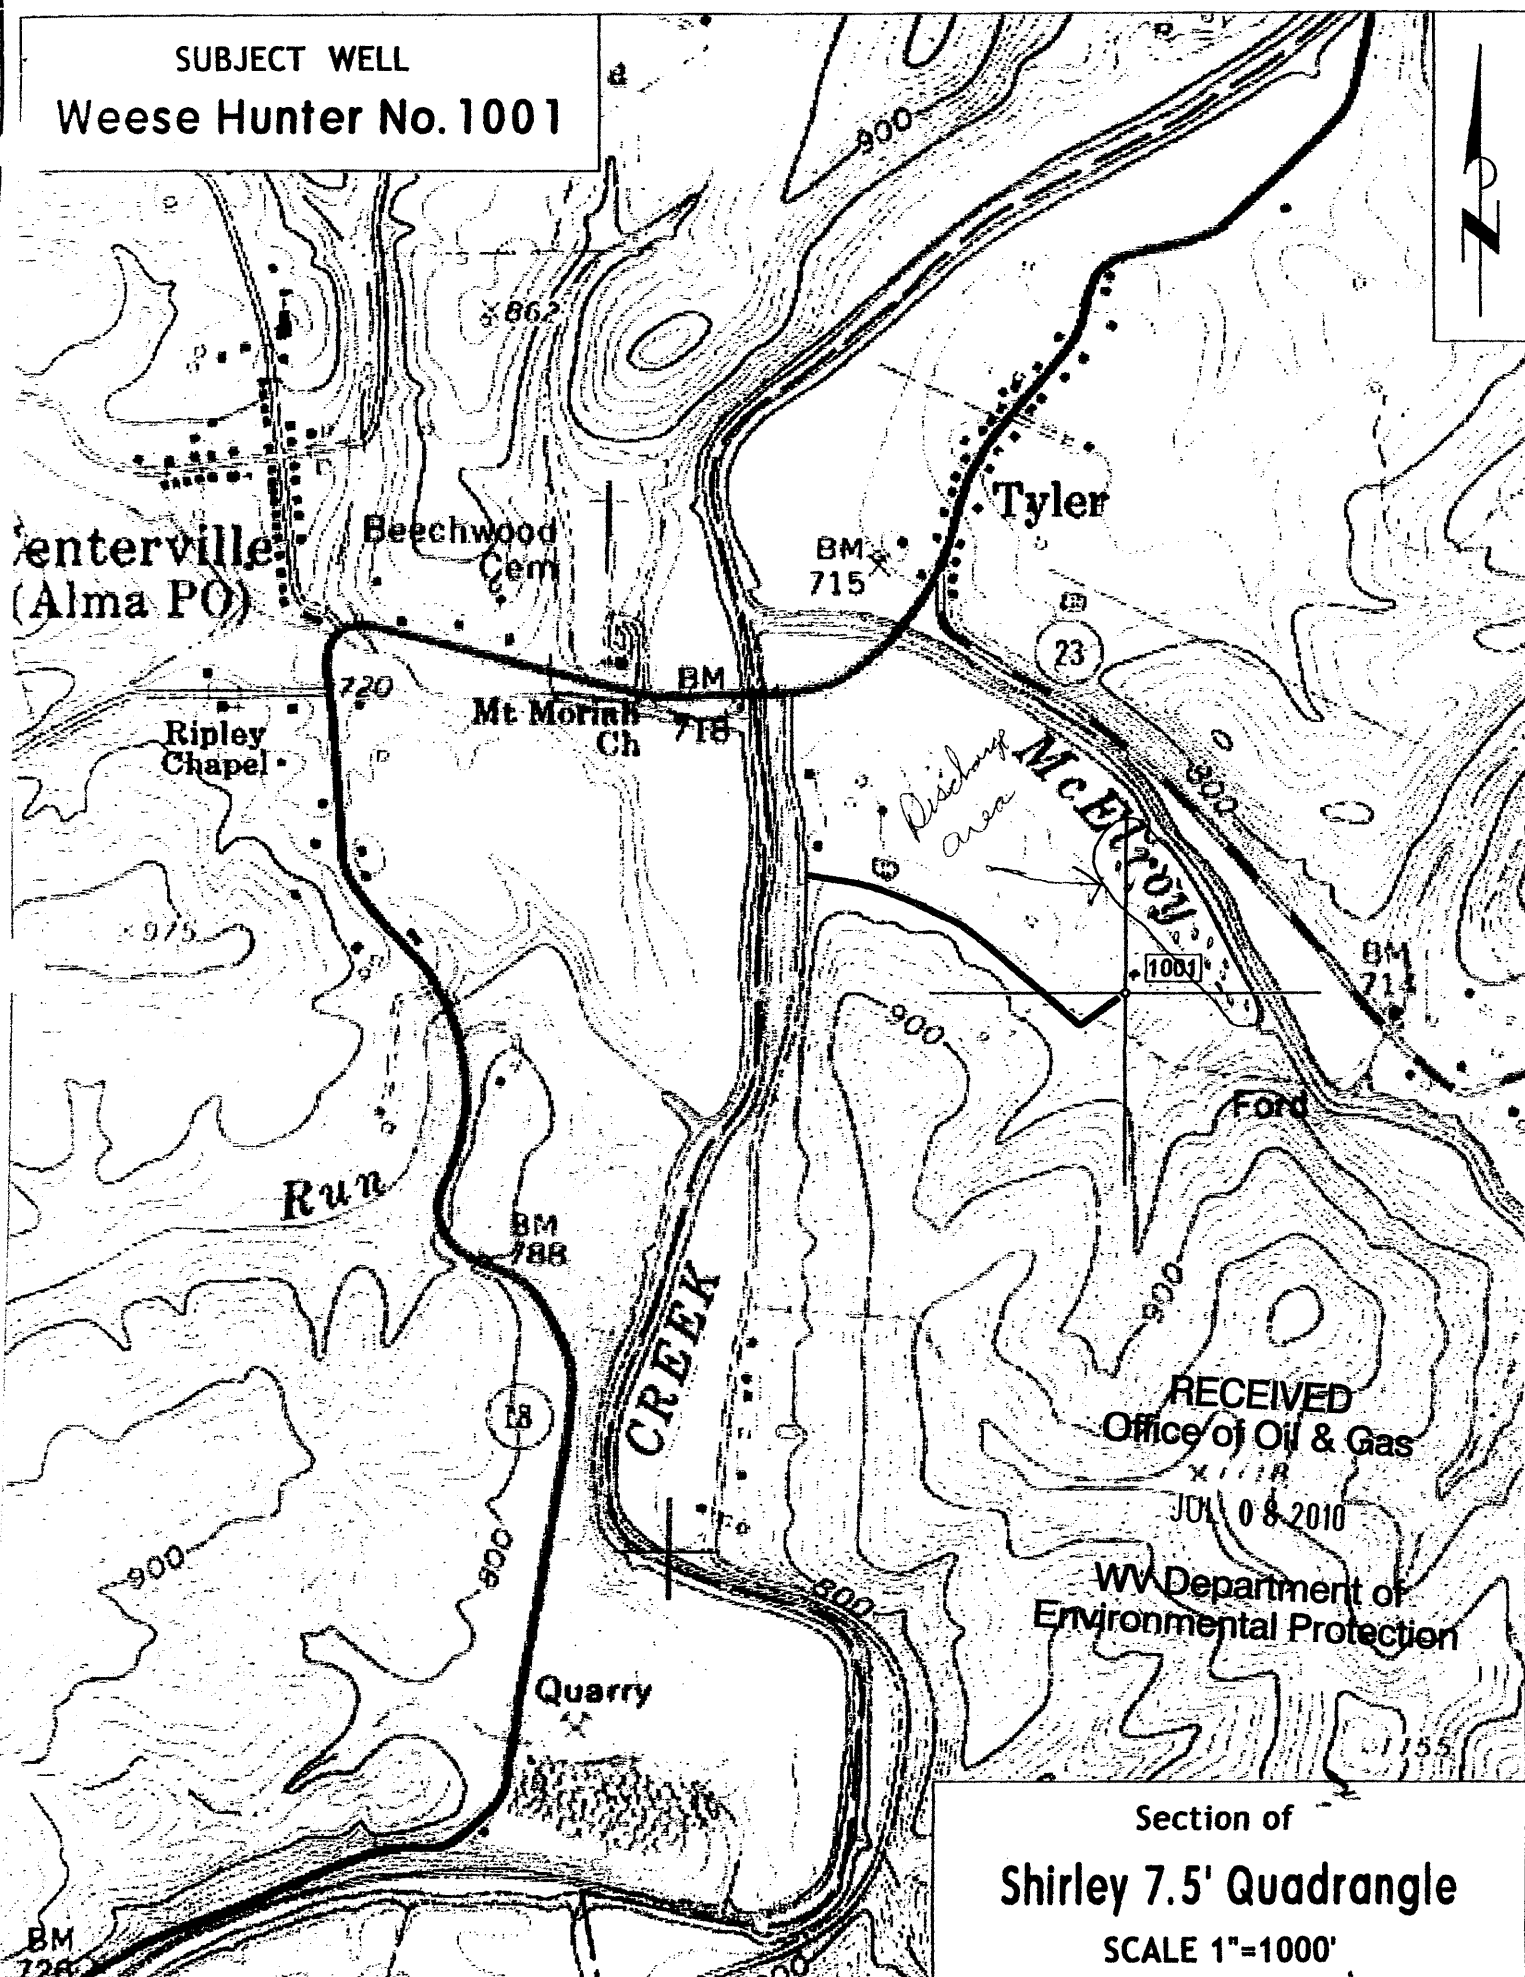 SUBJECT WELL
Weese Hunter No. 1001
d
900
N
862
Tyler
BM
715
Beechwood
Cem
enterville
(Alma PO)
23
720
BM
718
Mt Moriah
Ch
Ripley
Chapel
Discharge
area
McElroy
800
975
1001
BM
714
900
Ford
Run
BM
788
CREEK
900
18
RECEIVED
Office of Oil & Gas
JUL 08 2010
WV Department of
Environmental Protection
900
800
800
Quarry
Section of
Shirley 7.5' Quadrangle
SCALE 1"=1000'
BM